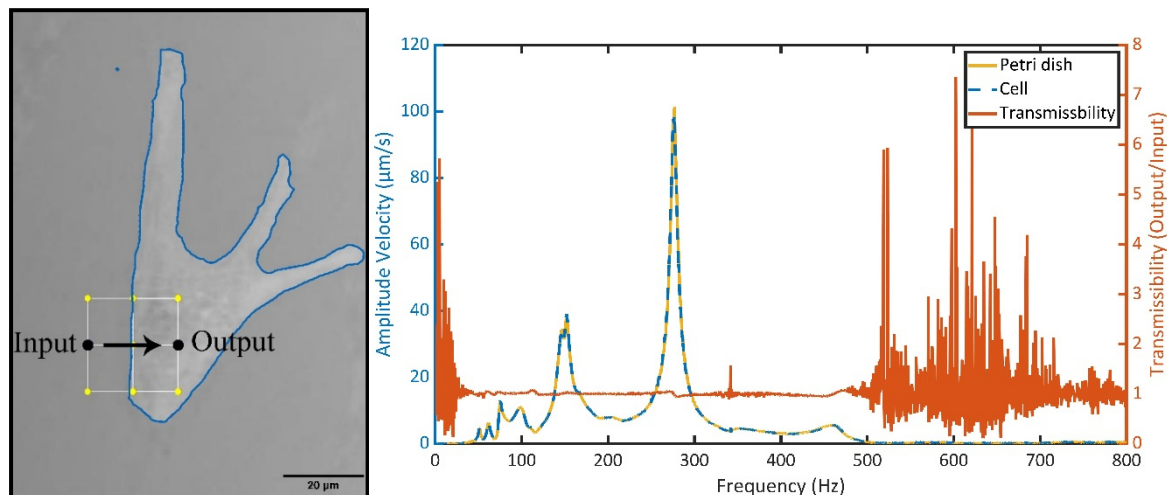 Input
Output
20 µm
Amplitude Velocity (µm/s)
120
100
80
60
40
20
0
Petri dish
Cell
Transmissbility
8
7
6
5
4
3
2
1
0
Transmissibility (Output/Input)
0 100 200 300 400 500 600 700 800
Frequency (Hz)